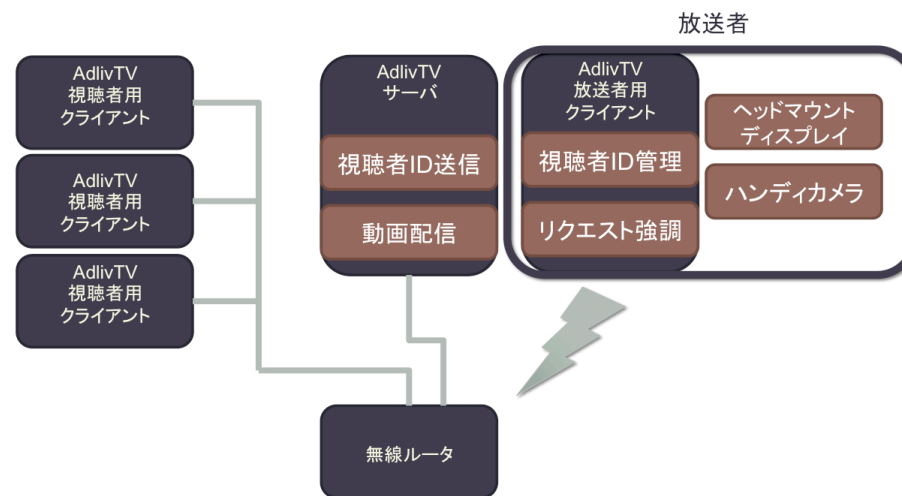 放送者
AdlivTV
視聴者用
クライアント
AdlivTV
視聴者用
クライアント
AdlivTV
視聴者用
クライアント
AdlivTV
サーバ
視聴者ID送信
動画配信
AdlivTV
放送者用
クライアント
視聴者ID管理
リクエスト強調
ヘッドマウント
ディスプレイ
ハンディカメラ
無線ルータ